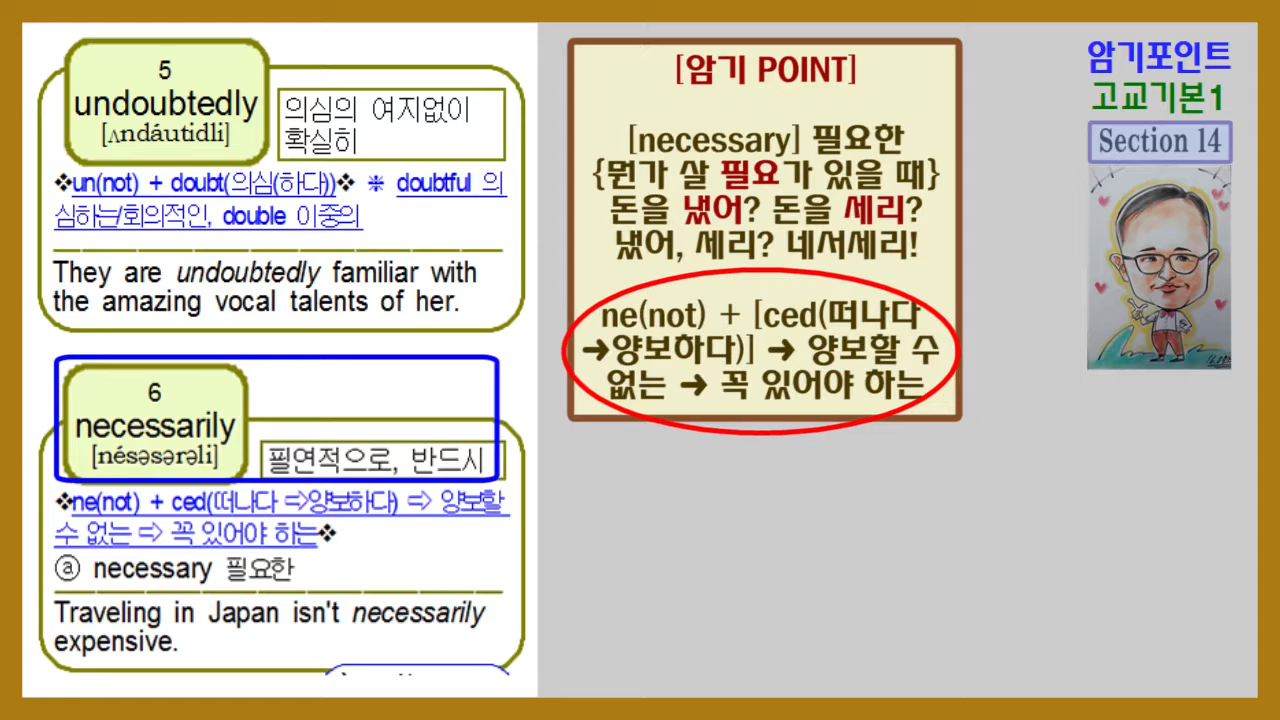 5
undoubtedly
[ʌndáutidli]
의심의 여지없이
확실히
❖un(not) + doubt(의심(하다))❖ ✳ doubtful 의
심하는/회의적인, double 이중의
They are undoubtedly familiar with
the amazing vocal talents of her.
6
necessarily
[nésəsərəli]
필연적으로, 반드시
❖ne(not) + ced(떠나다 ⇨양보하다) ⇨ 양보할
수 없는 ⇨ 꼭 있어야 하는❖
ⓐ necessary 필요한
Traveling in Japan isn't necessarily
expensive.
[암기 POINT]
[necessary] 필요한
{뭔가 살 필요가 있을 때}
돈을 냈어? 돈을 세리?
냈어, 세리? 네서세리!
ne(not) + [ced(떠나다
➜양보하다)] ➜ 양보할 수
없는 ➜ 꼭 있어야 하는
암기포인트
고교기본1
Section 14